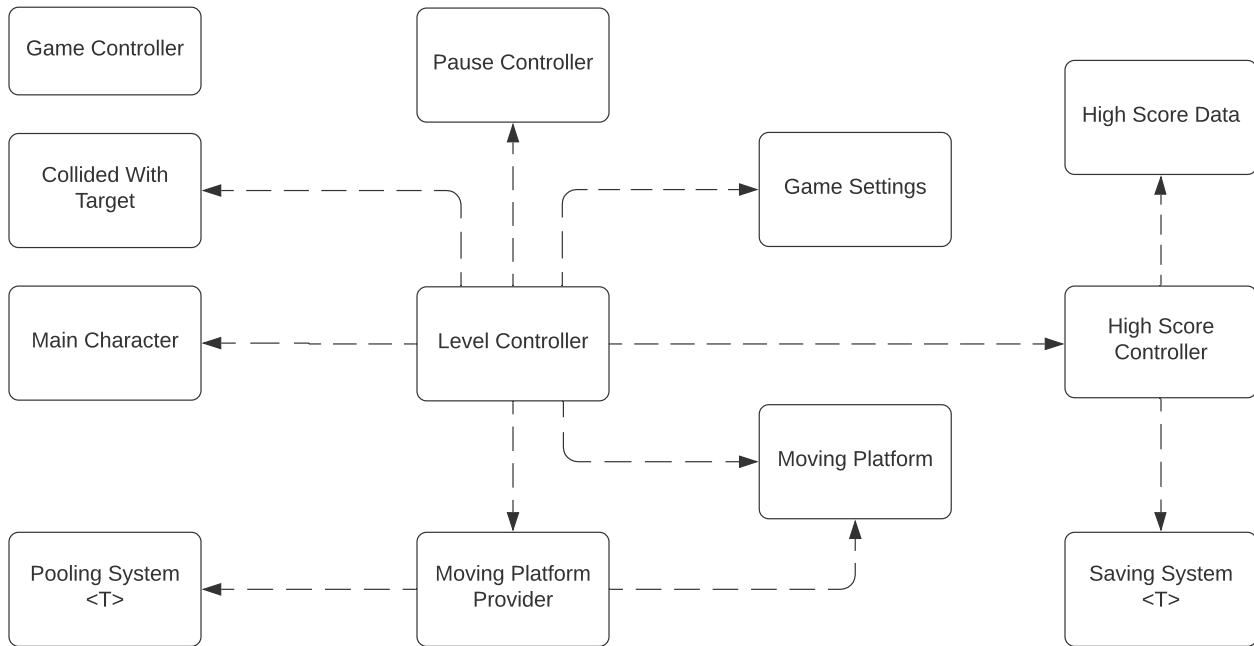 Game Controller
Pause Controller
High Score Data
Collided With
Target
Game Settings
Main Character
Level Controller
High Score
Controller
Moving Platform
Pooling System
<T>
Moving Platform
Provider
Saving System
<T>